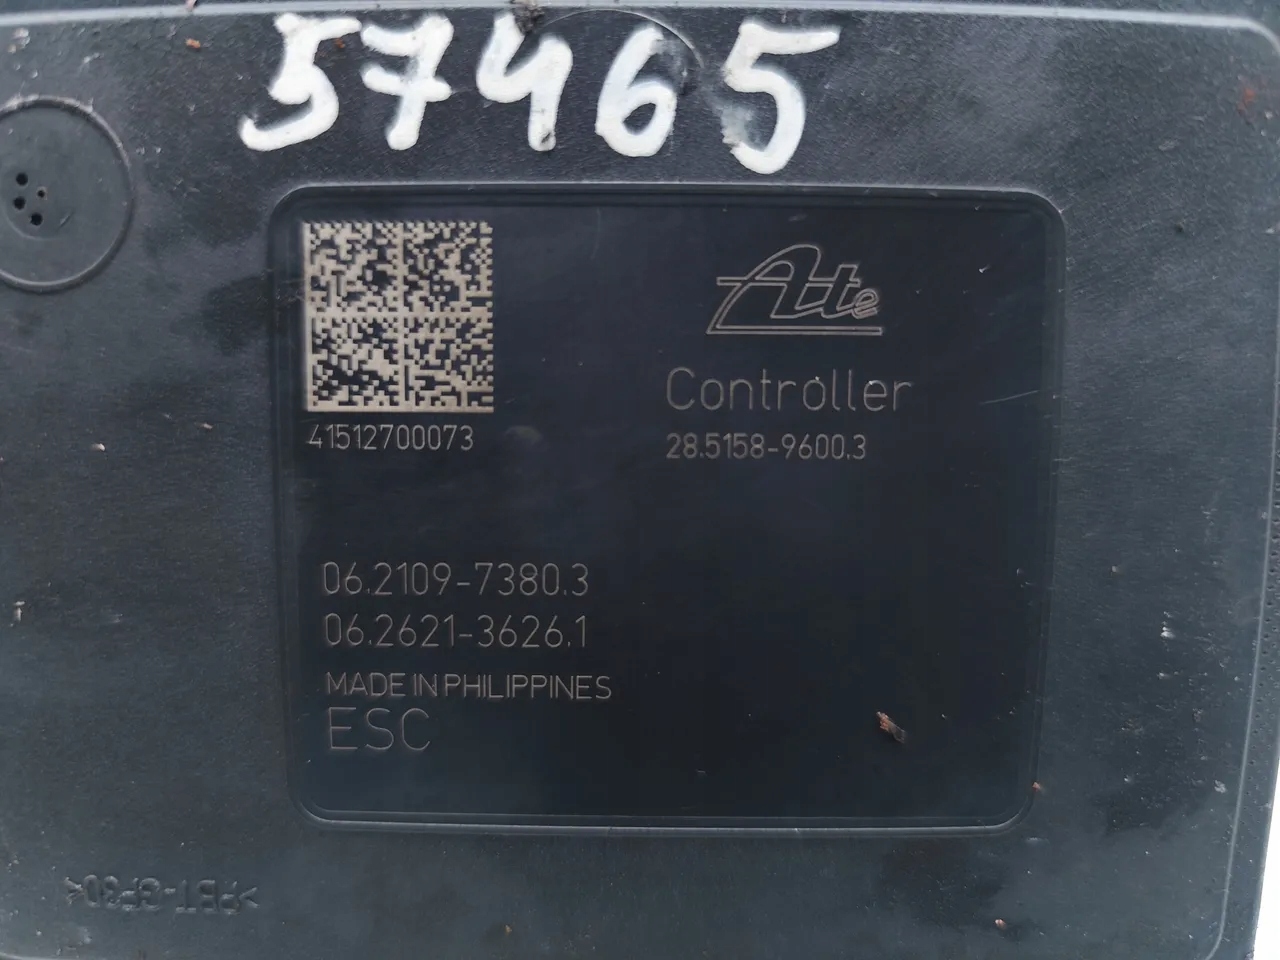 57465
Ate
Controller
28.5158-9600.3
41512700073
06.2109-7380.3
06.2621-3626.1
MADE IN PHILIPPINES
ESC
>PBT-GF30<